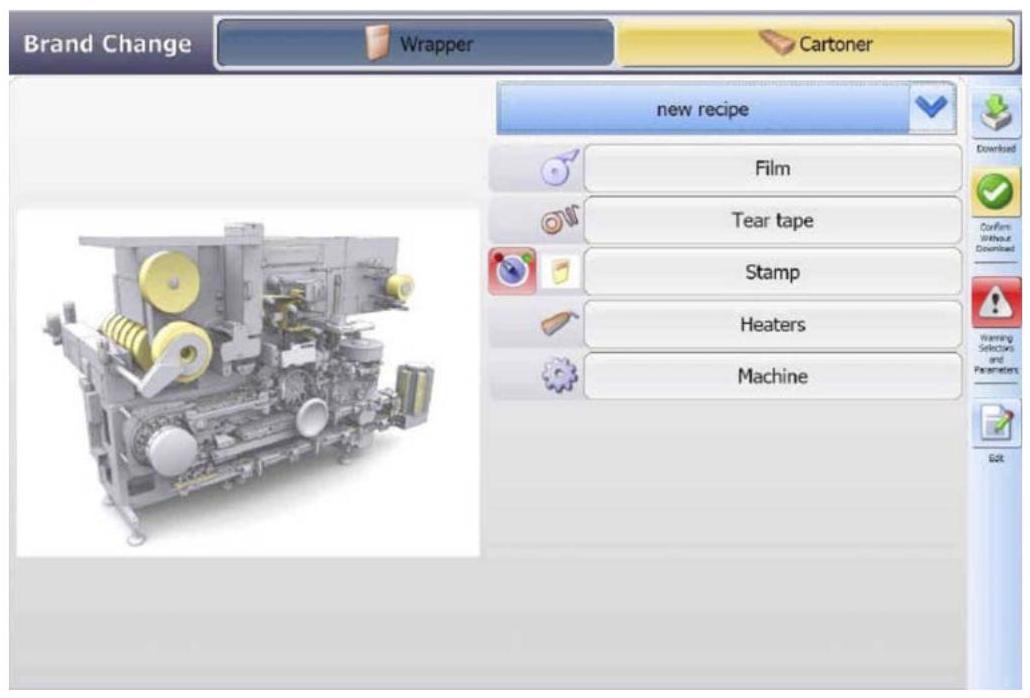 Brand Change
Wrapper
Cartoner
new recipe
Film
Tear tape
Stamp
Heaters
Machine
Download
Confirm
Without
Download
Warning
Selectors
and
Parameters
Edit